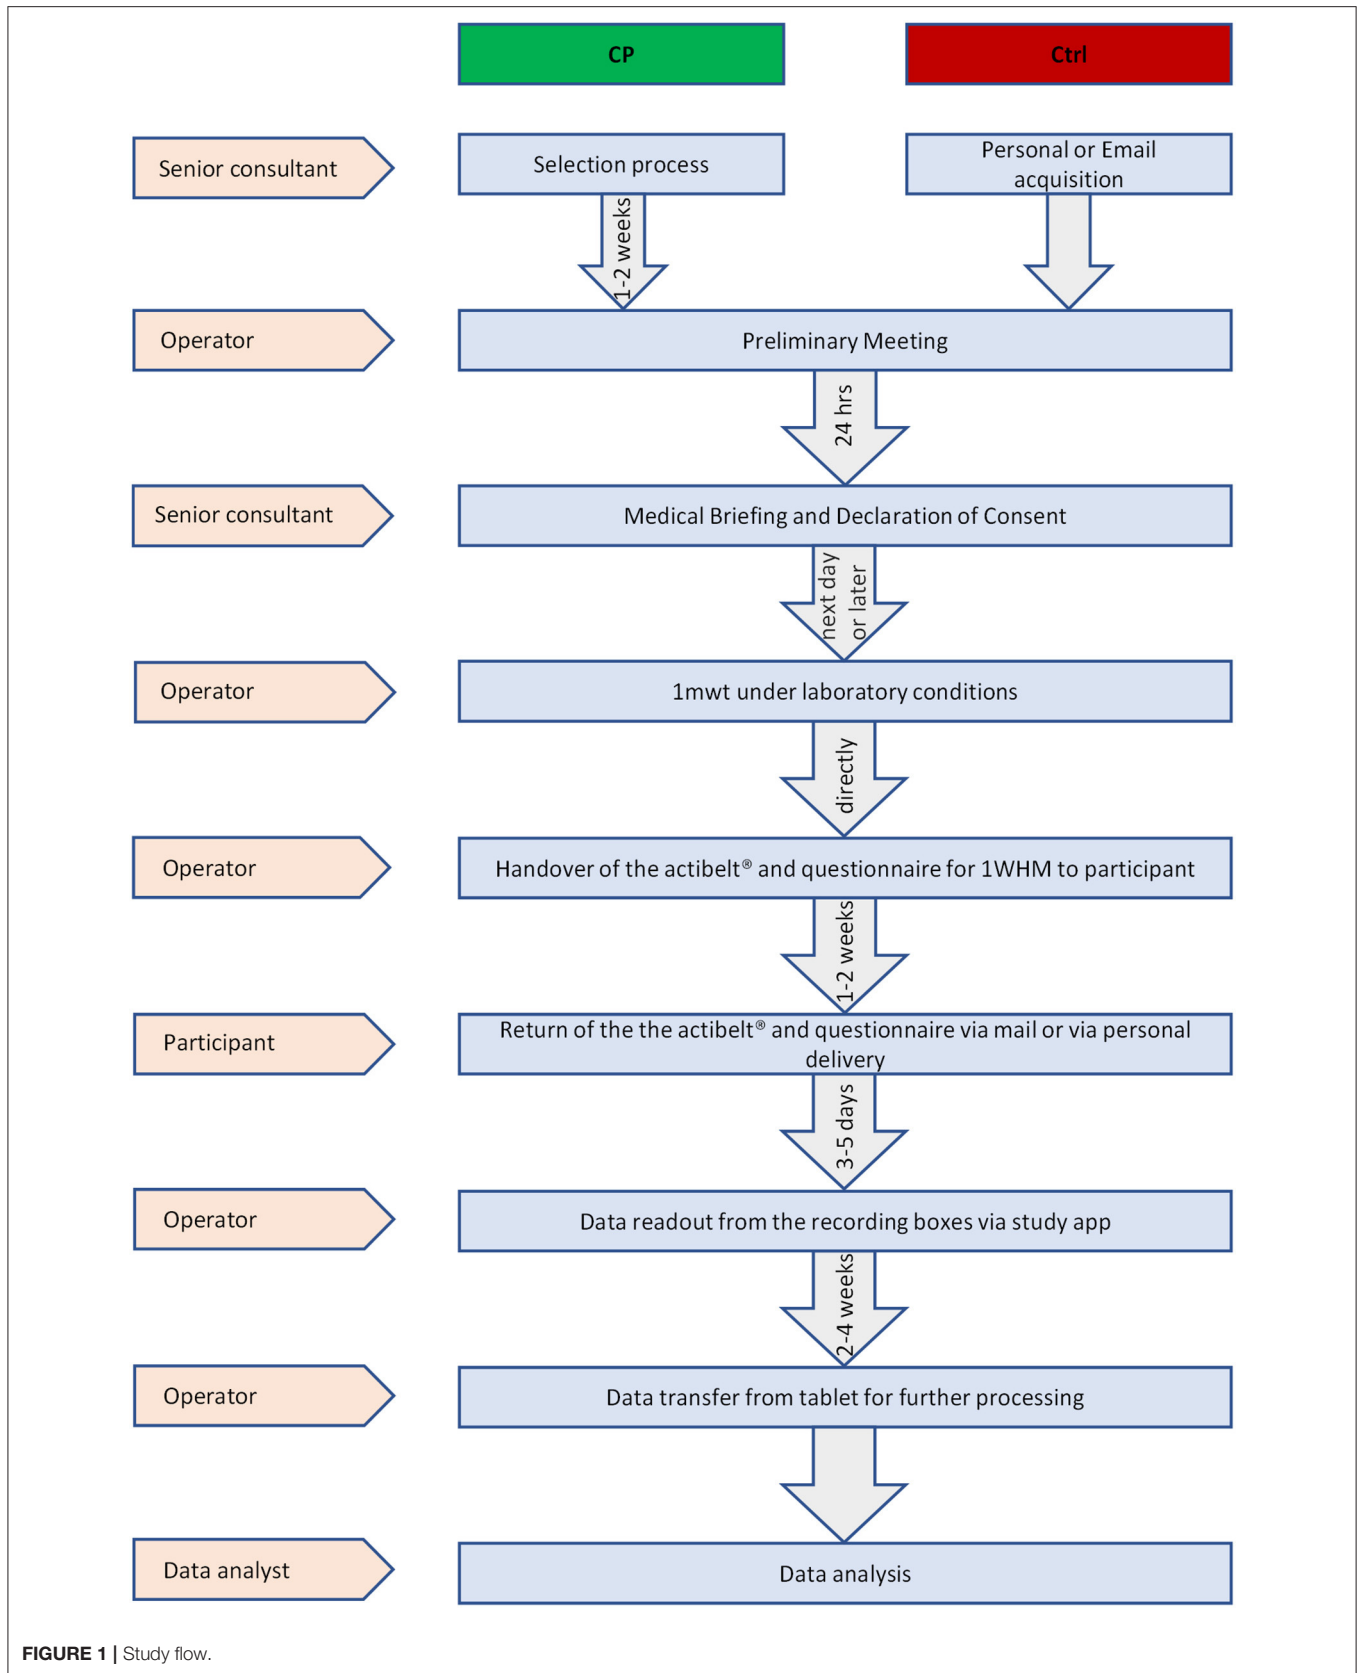 CP
Ctrl
Senior consultant
Selection process
Personal or Email
acquisition
1-2 weeks
Operator
Preliminary Meeting
24 hrs
Senior consultant
Medical Briefing and Declaration of Consent
next day
or later
Operator
1mwt under laboratory conditions
directly
Operator
Handover of the actibelt® and questionnaire for 1WHM to participant
1-2 weeks
Participant
Return of the the actibelt® and questionnaire via mail or via personal
delivery
3-5 days
Operator
Data readout from the recording boxes via study app
2-4 weeks
Operator
Data transfer from tablet for further processing
Data analyst
Data analysis
FIGURE 1 | Study flow.